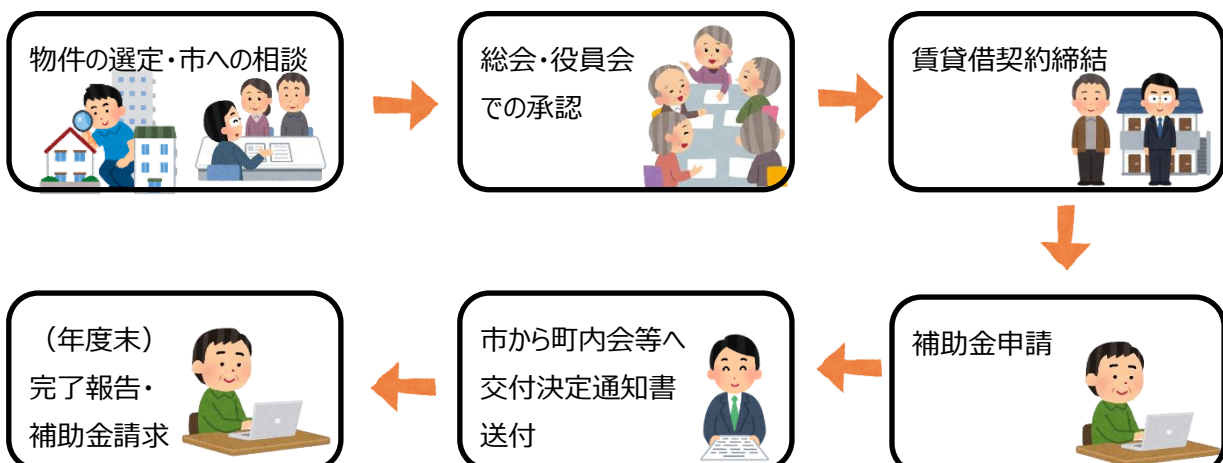 物件の選定・市への相談
総会・役員会
での承認
賃貸借契約締結
補助金申請
市から町内会等へ
交付決定通知書
送付
（年度末）
完了報告・
補助金請求